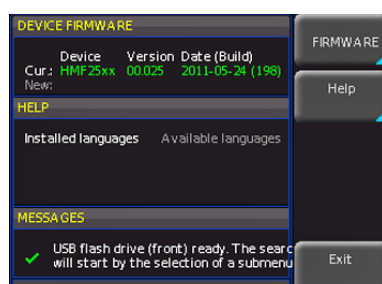 DEVICE FIRMWARE
Device Version Date (Build)
Cur.: HMF25xx 00.025 2011-05-24 (198)
New:
HELP
Installed languages Available languages
MESSAGES
USB flash drive (front) ready. The searc
will start by the selection of a submenu
FIRMWARE
Help
Exit